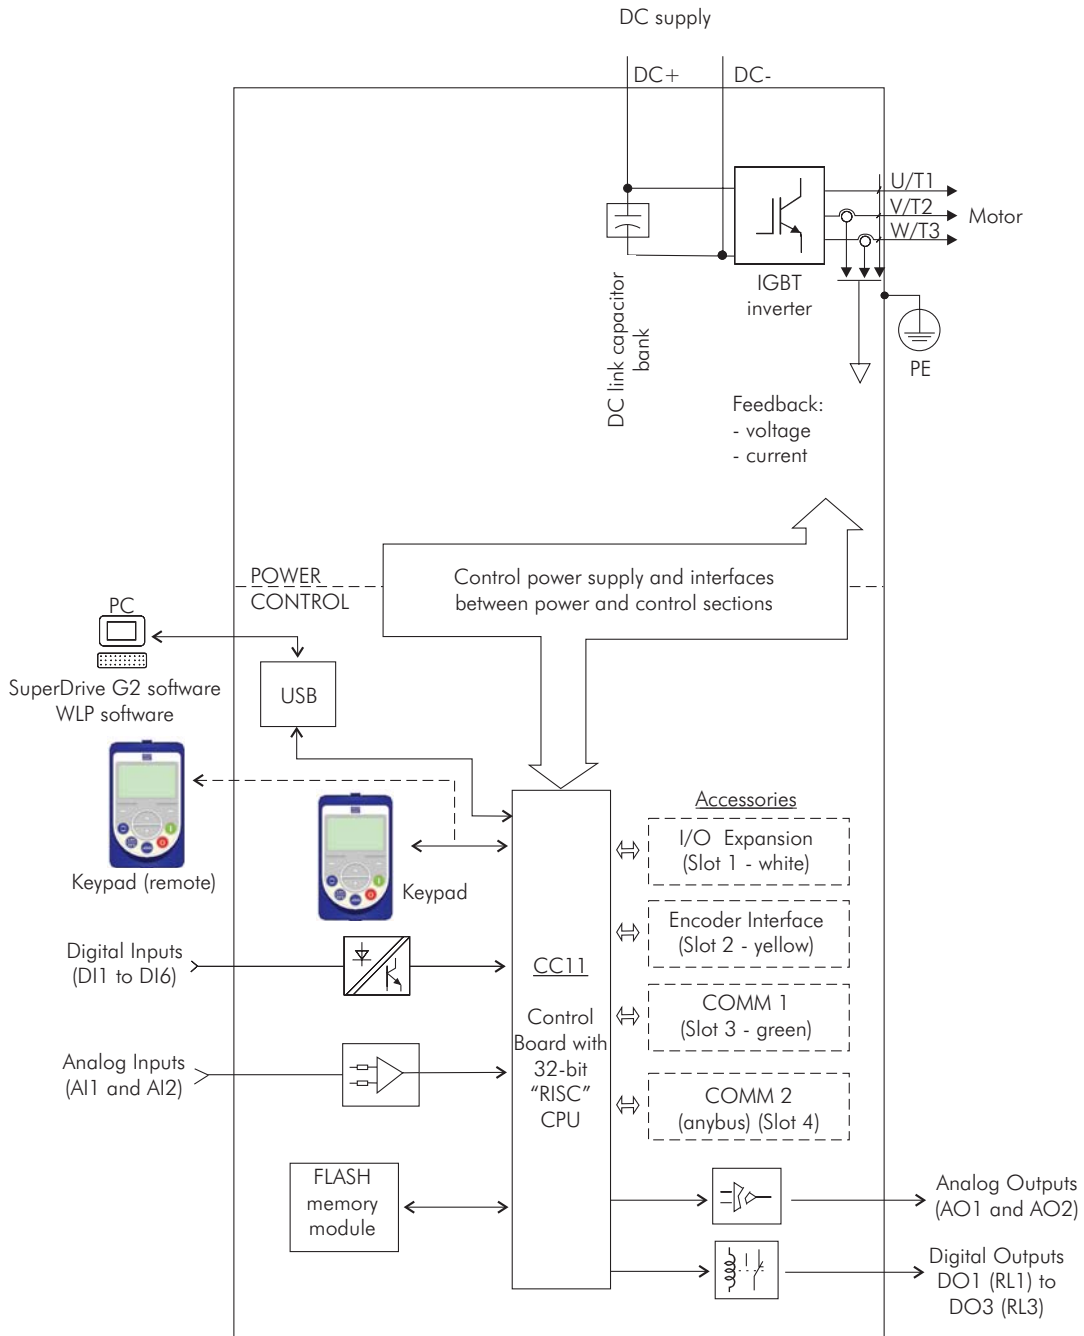 DC supply
DC+
DC-
U/T1
V/T2
W/T3
Motor
IGBT
inverter
DC link capacitor
bank
PE
Feedback:
- voltage
- current
POWER
CONTROL
Control power supply and interfaces
between power and control sections
PC
SuperDrive G2 software
WLP software
USB
Keypad (remote)
Keypad
Accessories
I/O Expansion
(Slot 1 - white)
Encoder Interface
(Slot 2 - yellow)
COMM 1
(Slot 3 - green)
COMM 2
(anybus) (Slot 4)
Digital Inputs
(DI1 to DI6)
Analog Inputs
(AI1 and AI2)
CC11
Control
Board with
32-bit
“RISC”
CPU
FLASH
memory
module
Analog Outputs
(AO1 and AO2)
Digital Outputs
DO1 (RL1) to
DO3 (RL3)